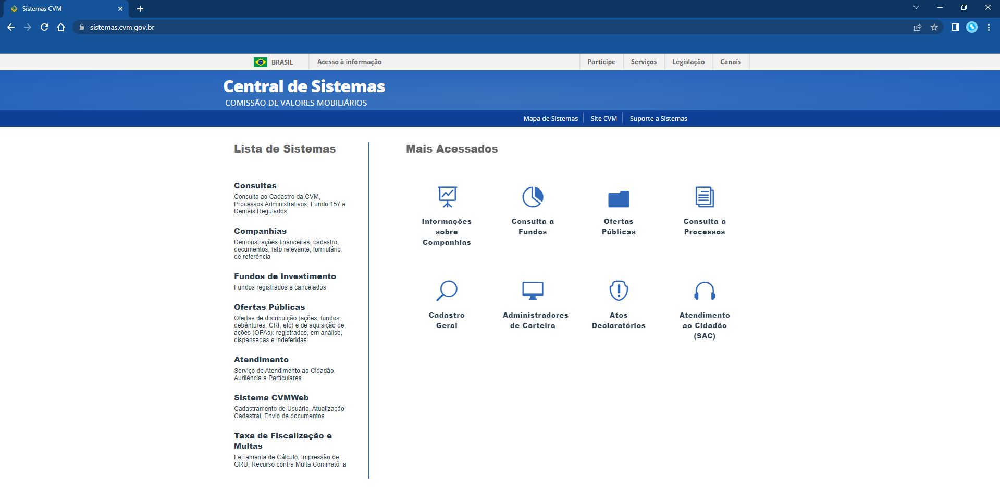 Sistemas CVM
sistemas.cvm.gov.br
BRASIL
Acesso à informação
Participe
Serviços
Legislação
Canais
Central de Sistemas
COMISSÃO DE VALORES MOBILIÁRIOS
Mapa de Sistemas
Site CVM
Suporte a Sistemas
Lista de Sistemas
Consultas
Consulta ao Cadastro da CVM,
Processos Administrativos, Fundo 157 e
Demais Regulados
Companhias
Demonstrações financeiras, cadastro,
documentos, fato relevante, formulário
de referência
Fundos de Investimento
Fundos registrados e cancelados
Ofertas Públicas
Ofertas de distribuição (ações, fundos,
debêntures, CRI, etc) e de aquisição de
ações (OPAs): registradas, em análise,
dispensadas e indeferidas.
Atendimento
Serviço de Atendimento ao Cidadão,
Audiência a Particulares
Sistema CVMWeb
Cadastramento de Usuário, Atualização
Cadastral, Envio de documentos
Taxa de Fiscalização e
Multas
Ferramenta de Cálculo, Impressão de
GRU, Recurso contra Multa Cominatória
Mais Acessados
Informações
sobre
Companhias
Consulta a
Fundos
Ofertas
Públicas
Consulta a
Processos
Cadastro
Geral
Administradores
de Carteira
Atos
Declaratórios
Atendimento
ao Cidadão
(SAC)